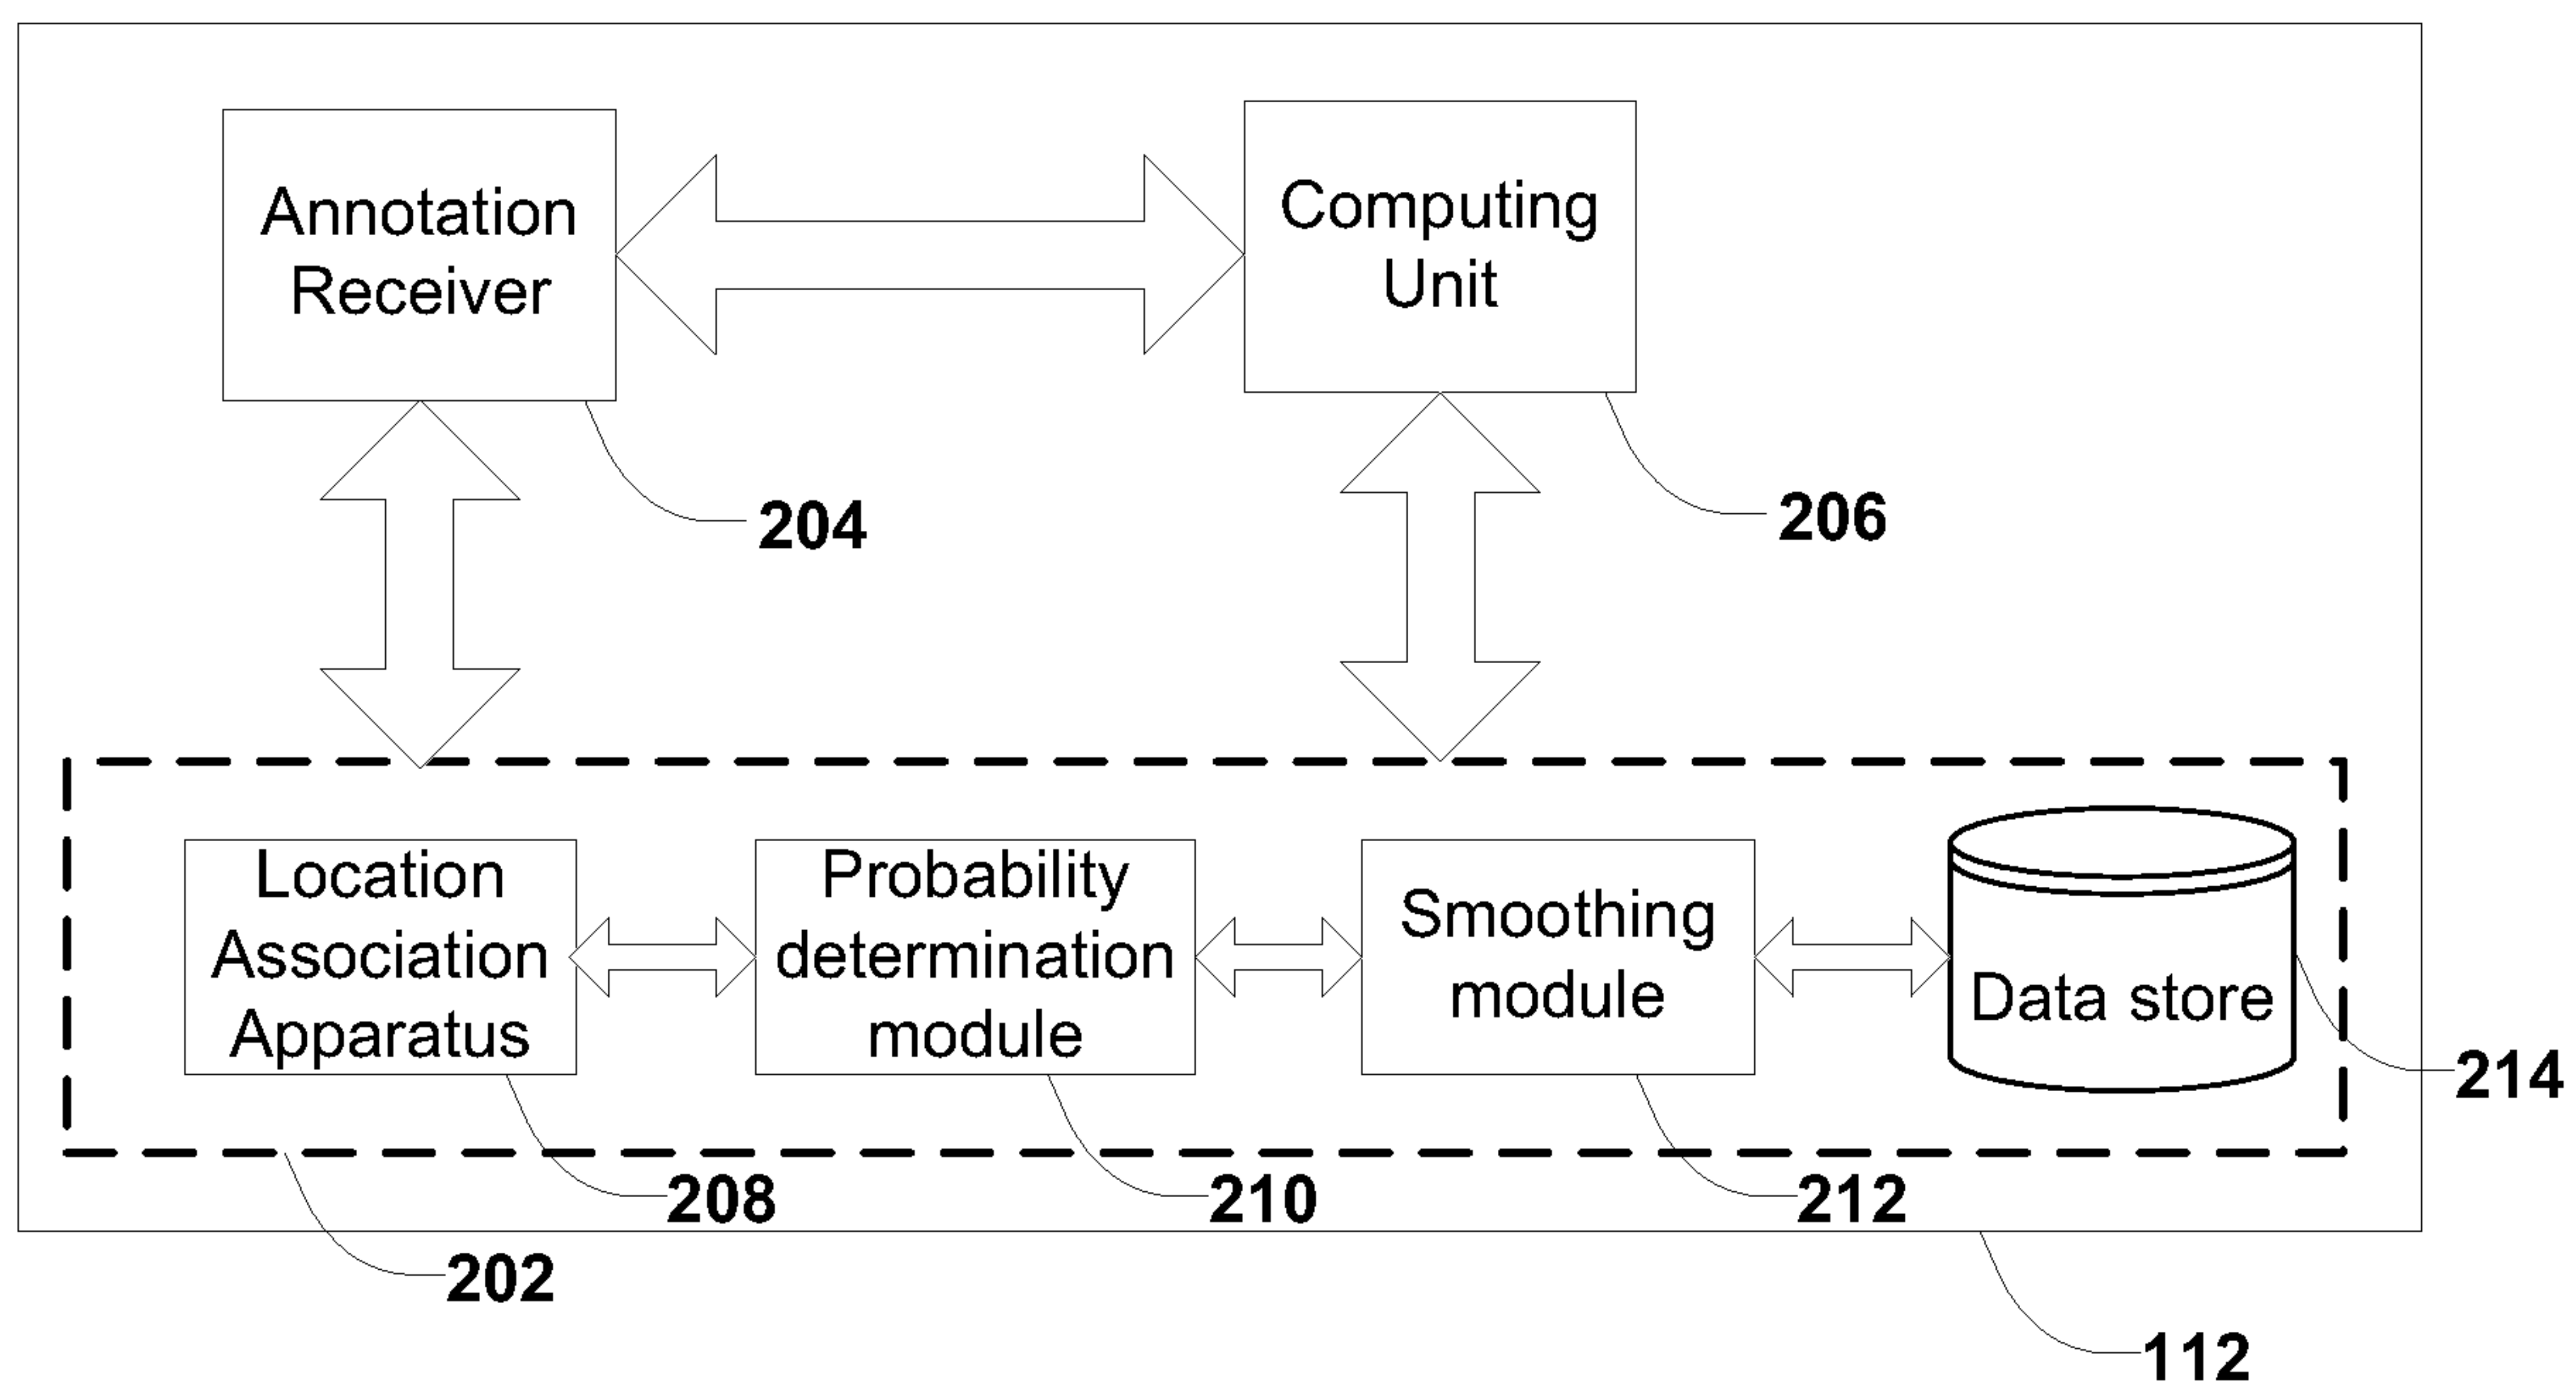 Annotation
Receiver
Computing
Unit
204
206
Location
Association
Apparatus
Probability
determination
module
Smoothing
module
Data store
214
208
210
212
202
112